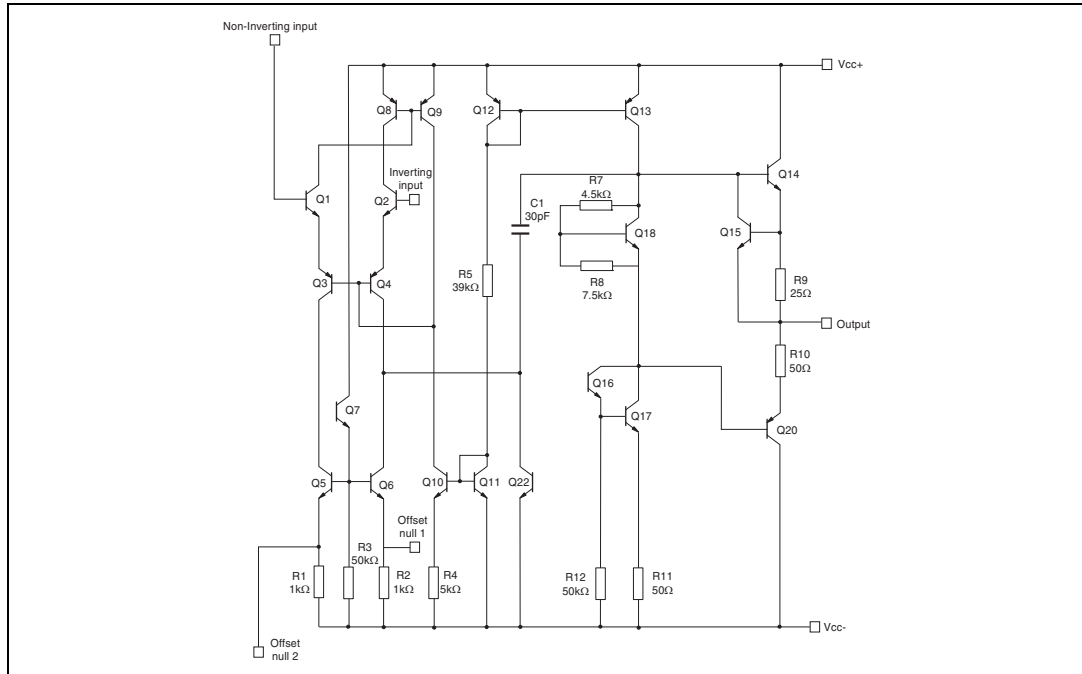 Non-Inverting input
Vcc+
Q8
Q9
Q12
Q13
Inverting
input
Q1
Q2
R7
4.5kΩ
Q14
C1
30pF
Q18
Q15
Q3
Q4
R5
39kΩ
R8
7.5kΩ
R9
25Ω
Output
R10
50Ω
Q16
Q7
Q17
Q20
Q5
Q6
Q10
Q11
Q22
Offset
null 1
R3
50kΩ
R1
1kΩ
R2
1kΩ
R4
5kΩ
R12
50kΩ
R11
50Ω
Vcc-
Offset
null 2